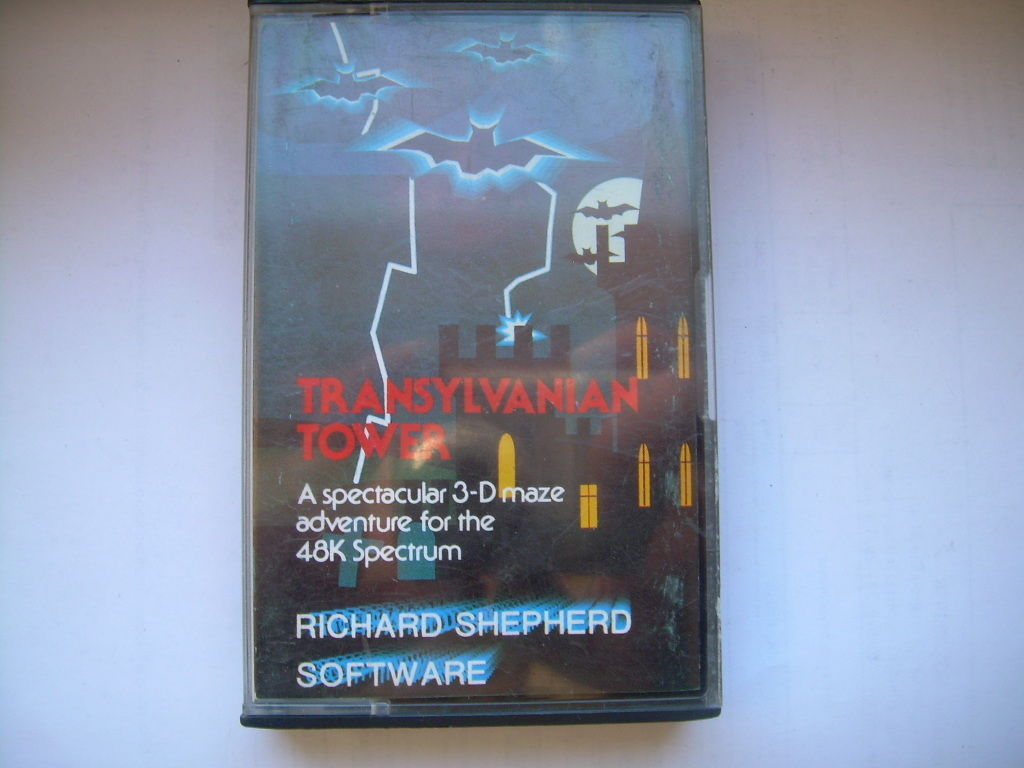 TRANSYLVANIAN
TOWER
A spectacular 3-D maze
adventure for the
48K Spectrum
RICHARD SHEPHERD
SOFTWARE